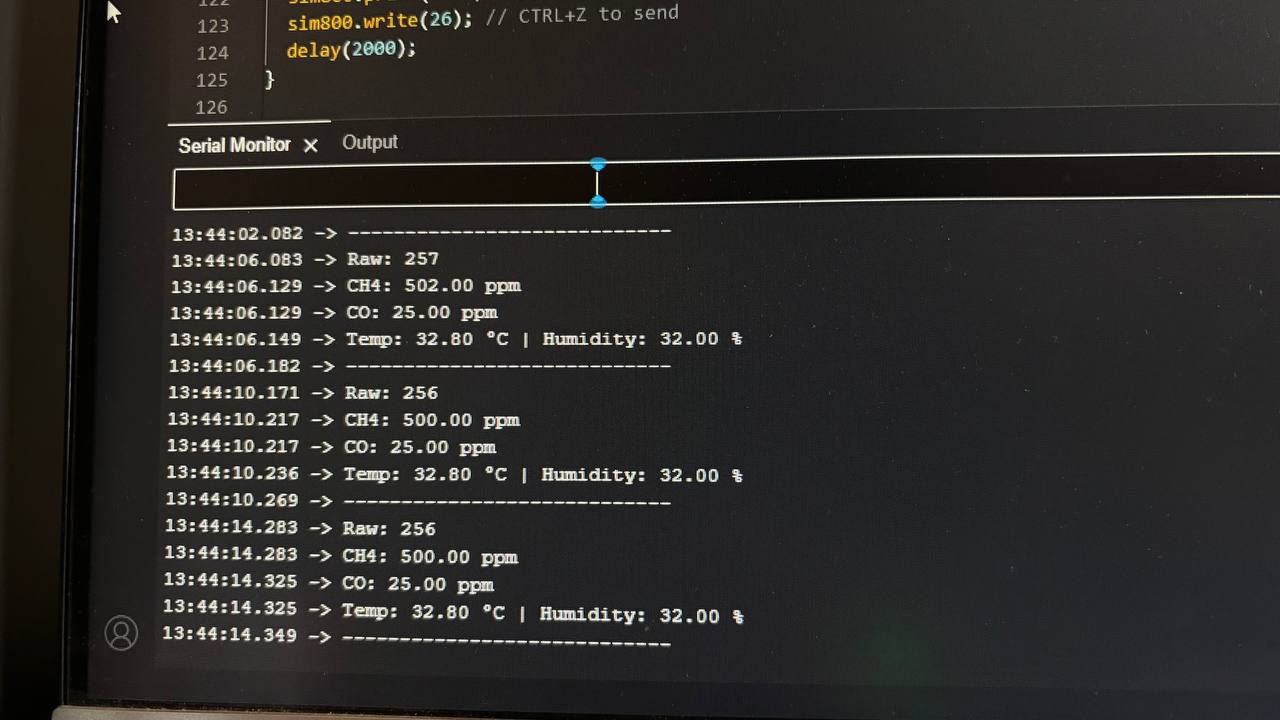 122
123 sim800.write(26); // CTRL+Z to send
124 delay(2000);
125 }
126
Serial Monitor × Output
13:44:02.082 -> ----------------------------
13:44:06.083 -> Raw: 257
13:44:06.129 -> CH4: 502.00 ppm
13:44:06.129 -> CO: 25.00 ppm
13:44:06.149 -> Temp: 32.80 °C | Humidity: 32.00 %
13:44:06.182 -> ----------------------------
13:44:10.171 -> Raw: 256
13:44:10.217 -> CH4: 500.00 ppm
13:44:10.217 -> CO: 25.00 ppm
13:44:10.236 -> Temp: 32.80 °C | Humidity: 32.00 %
13:44:10.269 -> ----------------------------
13:44:14.283 -> Raw: 256
13:44:14.283 -> CH4: 500.00 ppm
13:44:14.325 -> CO: 25.00 ppm
13:44:14.325 -> Temp: 32.80 °C | Humidity: 32.00 %
13:44:14.349 -> ----------------------------